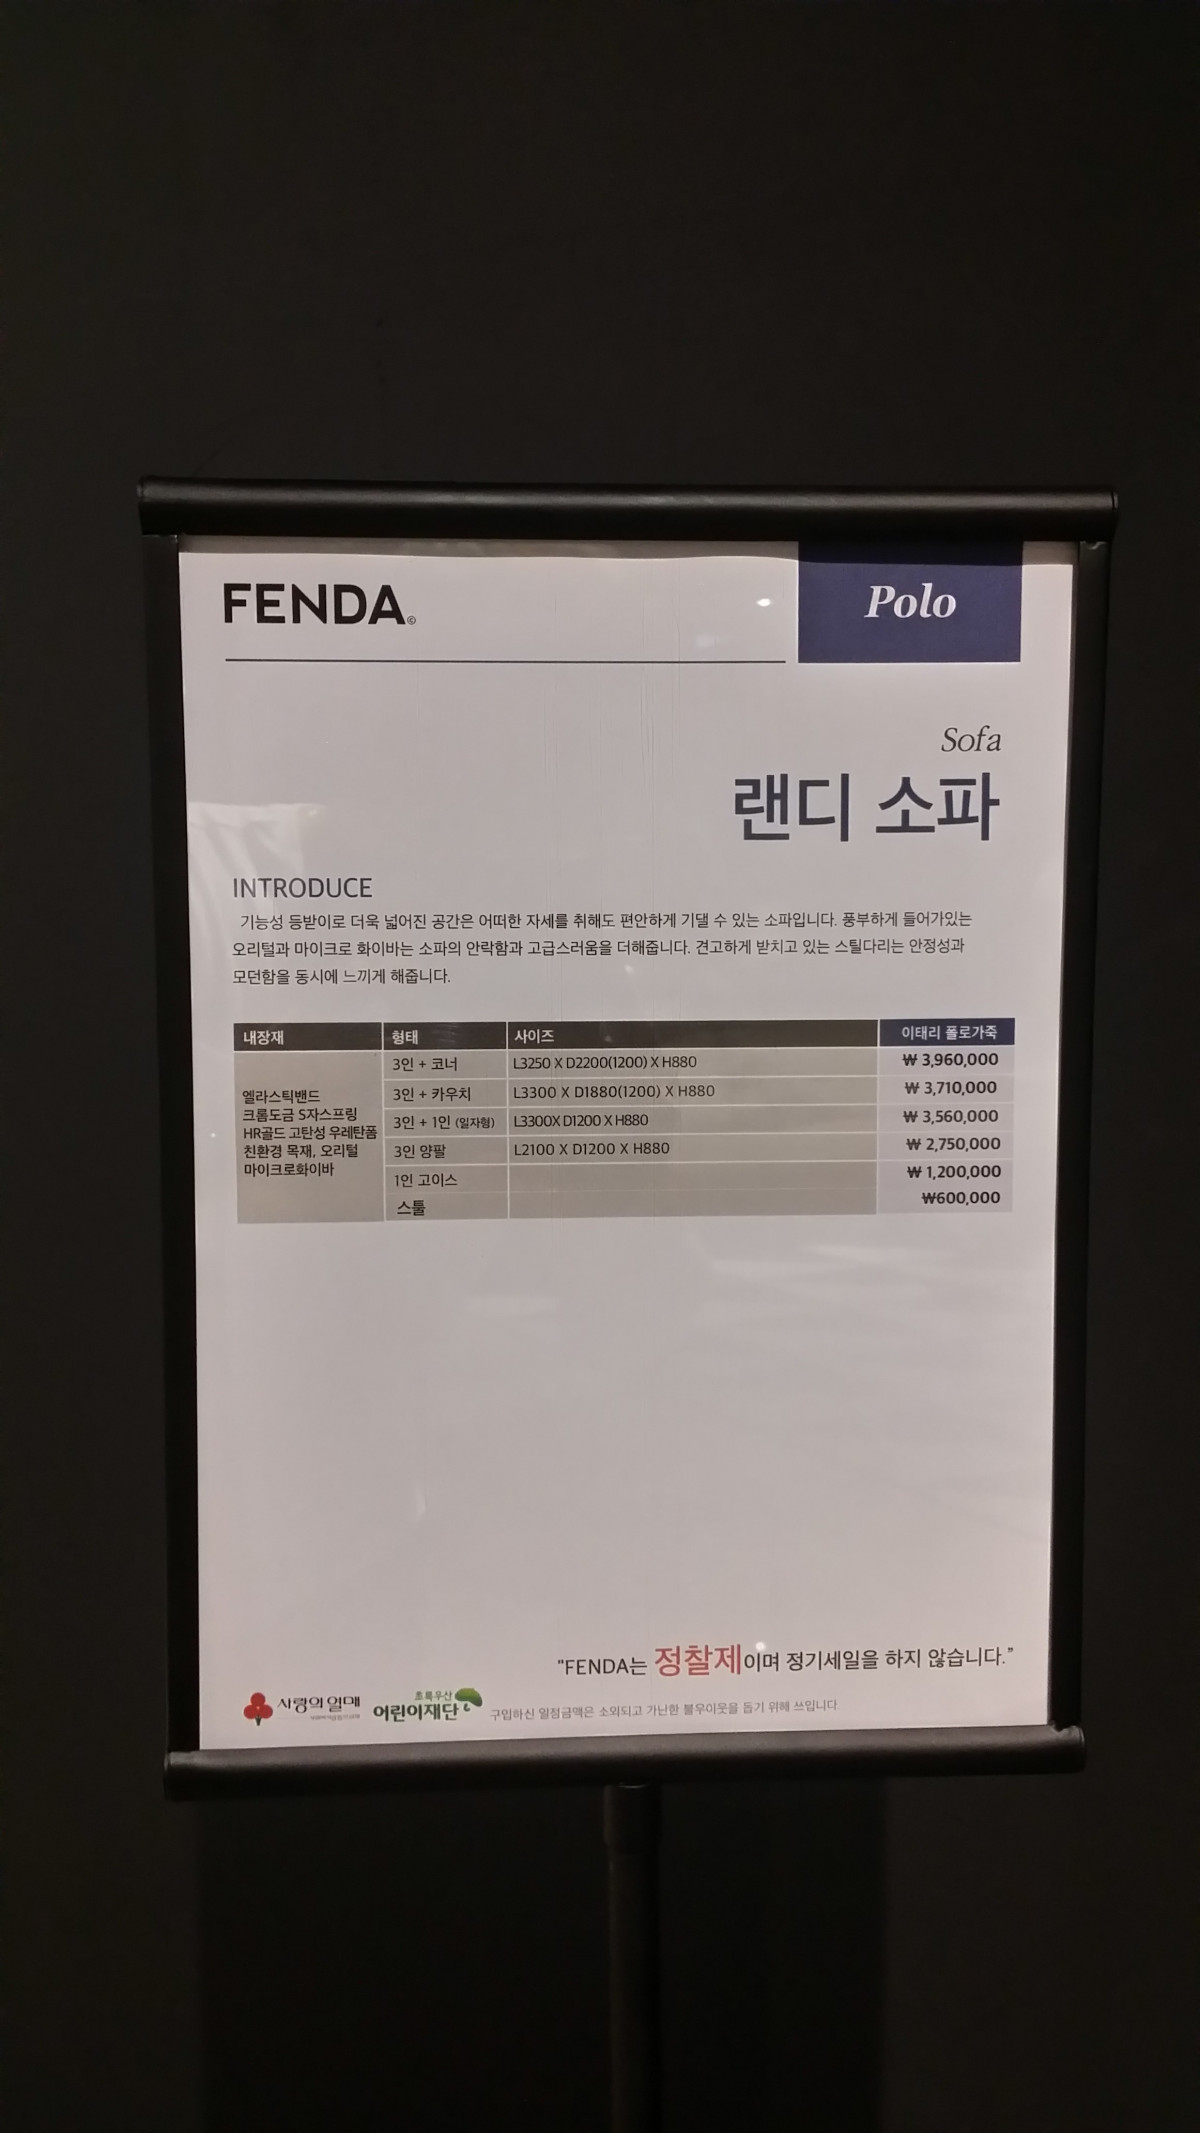 FENDA©
Polo
Sofa
랜디 소파
INTRODUCE
기능성 등받이로 더욱 넓어진 공간은 어떠한 자세를 취해도 편안하게 기댈 수 있는 소파입니다. 풍부하게 들어가있는
오리털과 마이크로 화이바는 소파의 안락함과 고급스러움을 더해줍니다. 견고하게 받치고 있는 스틸다리는 안정성과
모던함을 동시에 느끼게 해줍니다.
내장재 형태 사이즈 이태리 폴로가죽
엘라스틱밴드
크롬도금 S자스프링
HR골드 고탄성 우레탄폼
친환경 목재, 오리털
마이크로화이바
3인 + 코너 L3250 X D2200(1200) X H880 ₩ 3,960,000
3인 + 카우치 L3300 X D1880(1200) X H880 ₩ 3,710,000
3인 + 1인 (일자형) L3300X D1200 X H880 ₩ 3,560,000
3인 양팔 L2100 X D1200 X H880 ₩ 2,750,000
1인 고이스 ₩ 1,200,000
스툴 ₩600,000
"FENDA는 정찰제이며 정기세일을 하지 않습니다."
사랑의열매
초록우산
어린이재단
구입하신 일정금액은 소외되고 가난한 불우이웃을 돕기 위해 쓰입니다